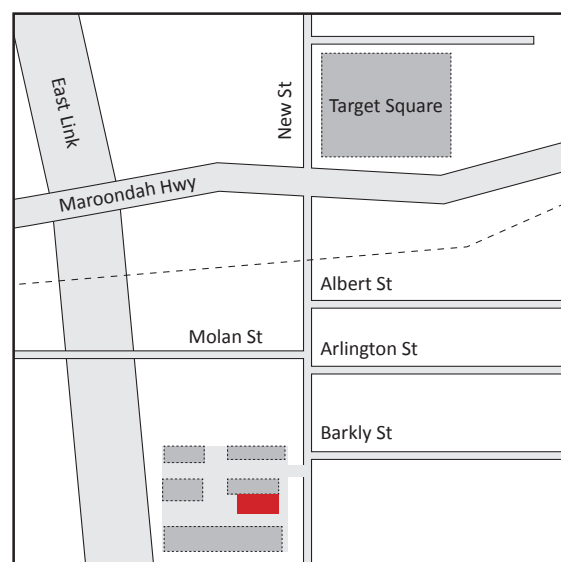 East Link
New St
Target Square
Maroondah Hwy
Albert St
Molan St
Arlington St
Barkly St